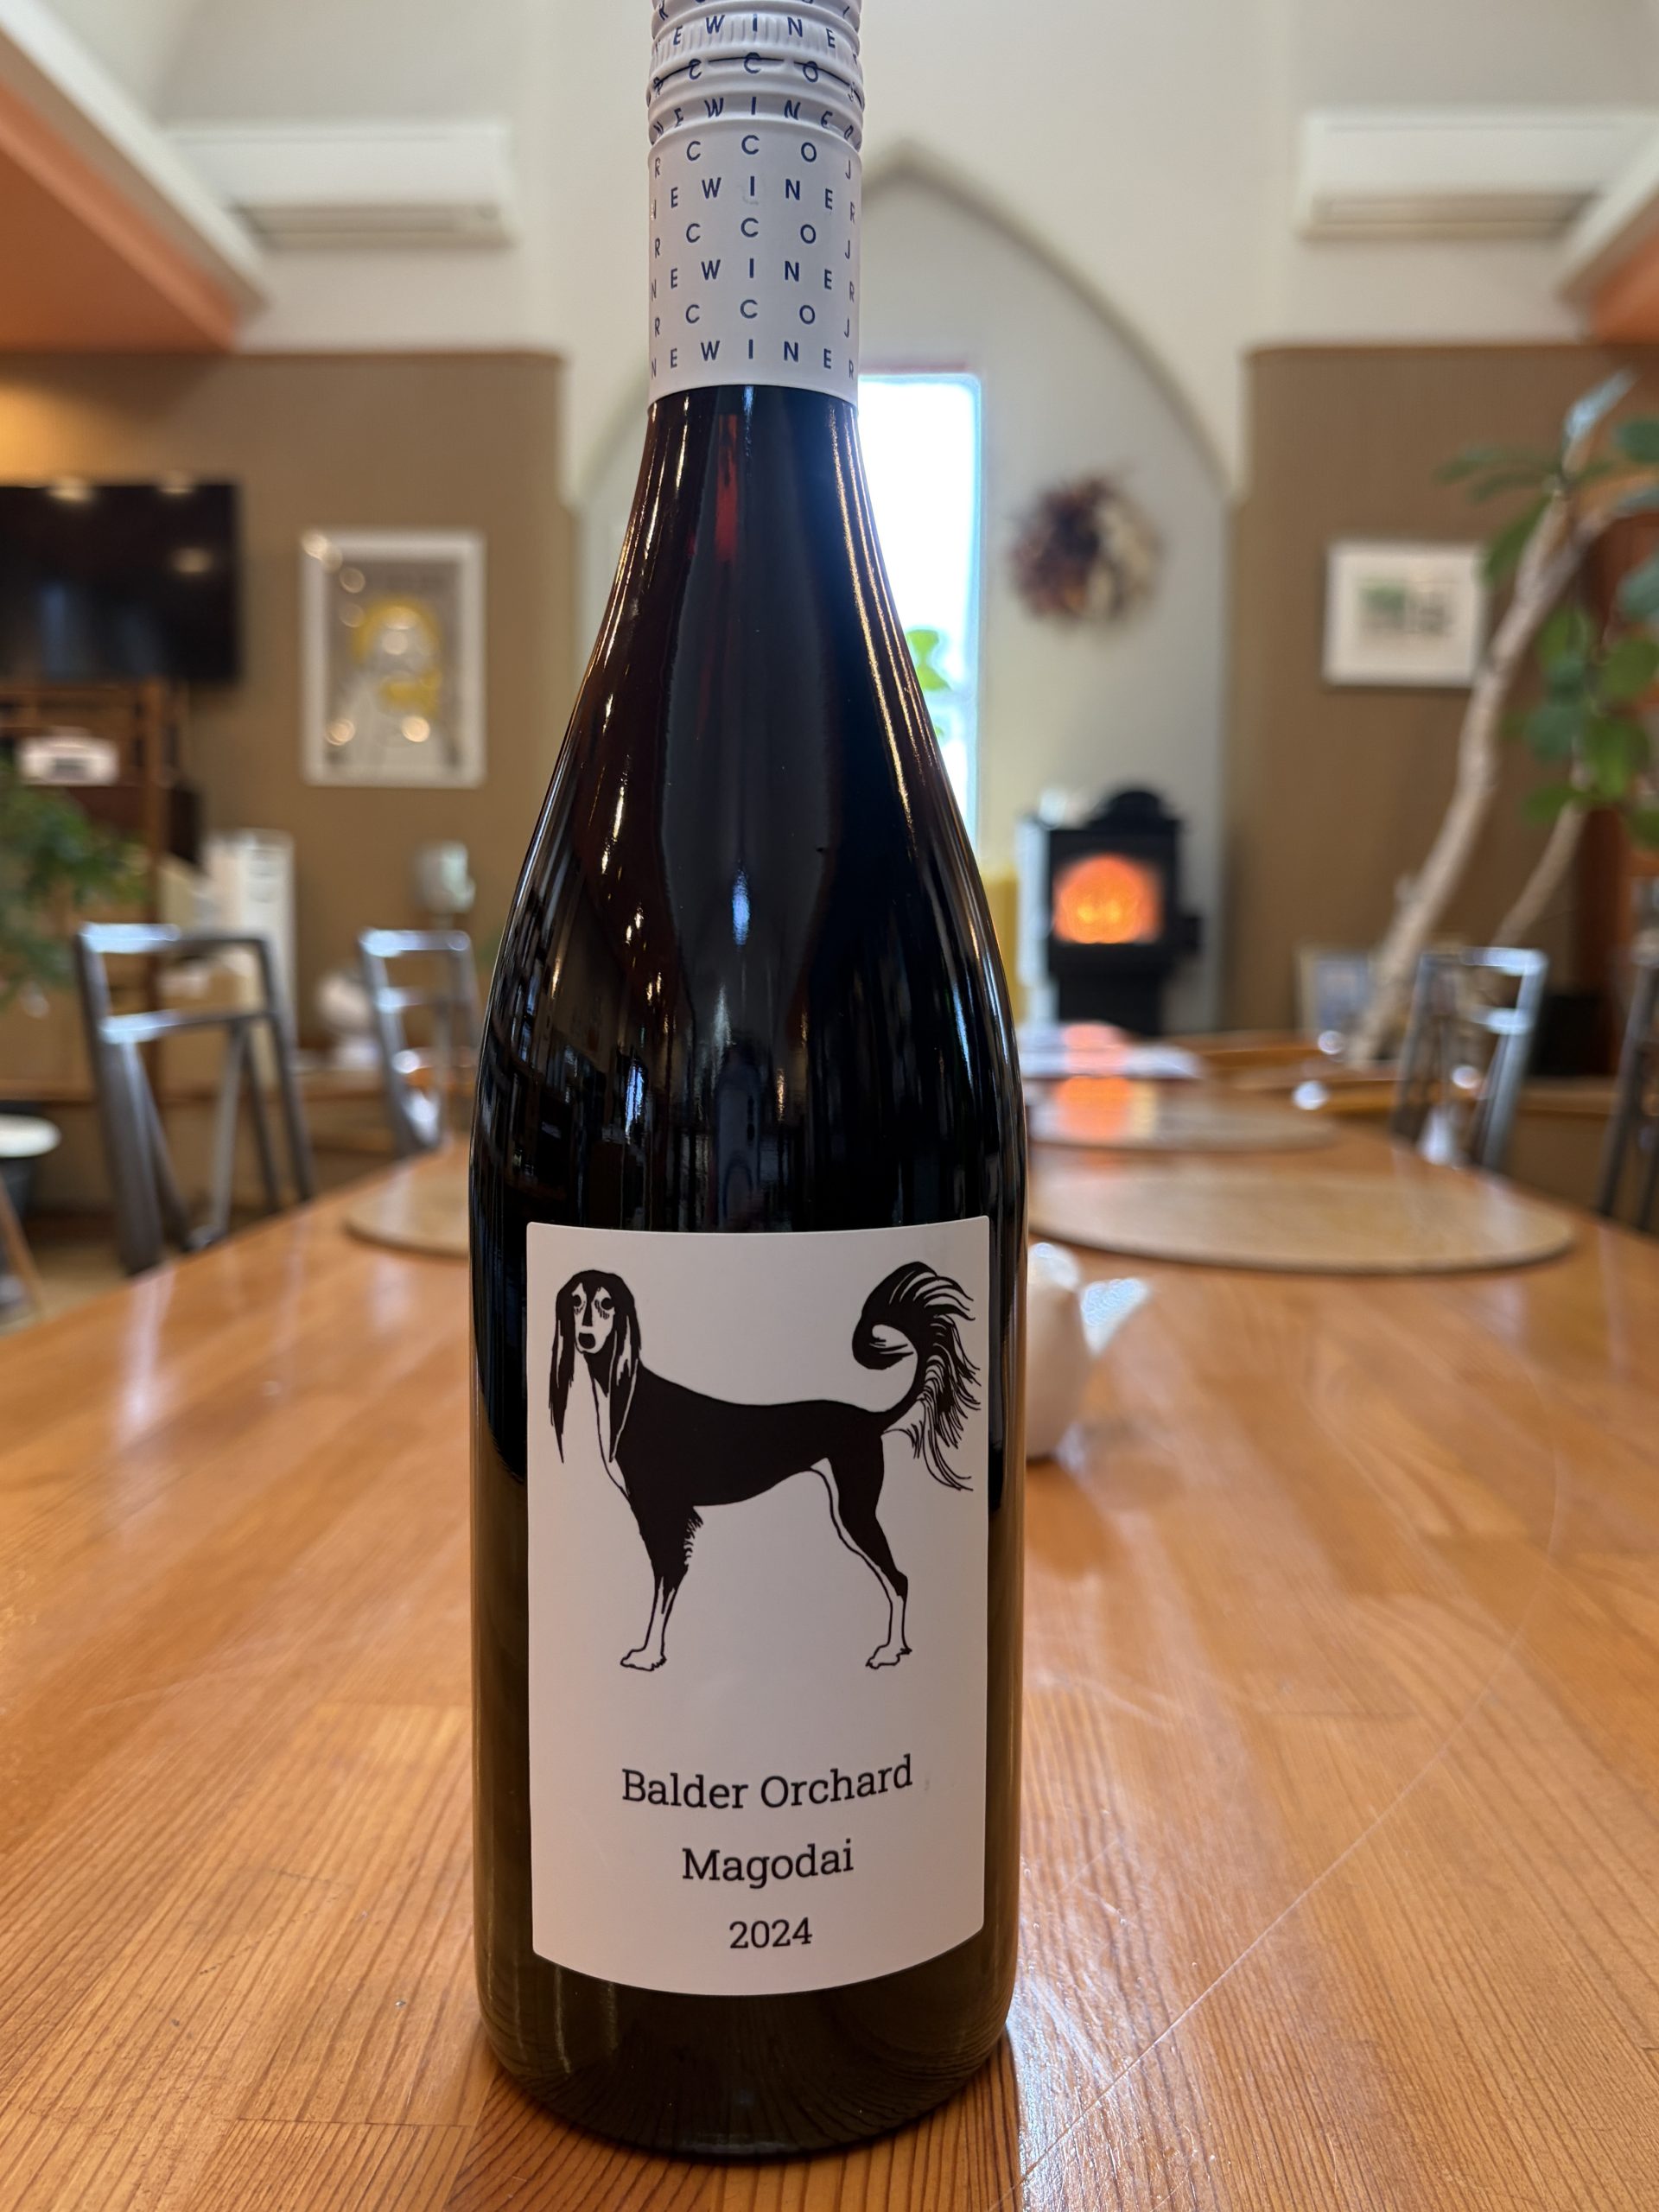 E W I N E
C C O
N E W I N E
R C C O J
N E W I N E R
R C C O J
N E W I N E R
R C C O J
N E W I N E R
Balder Orchard
Magodai
2024